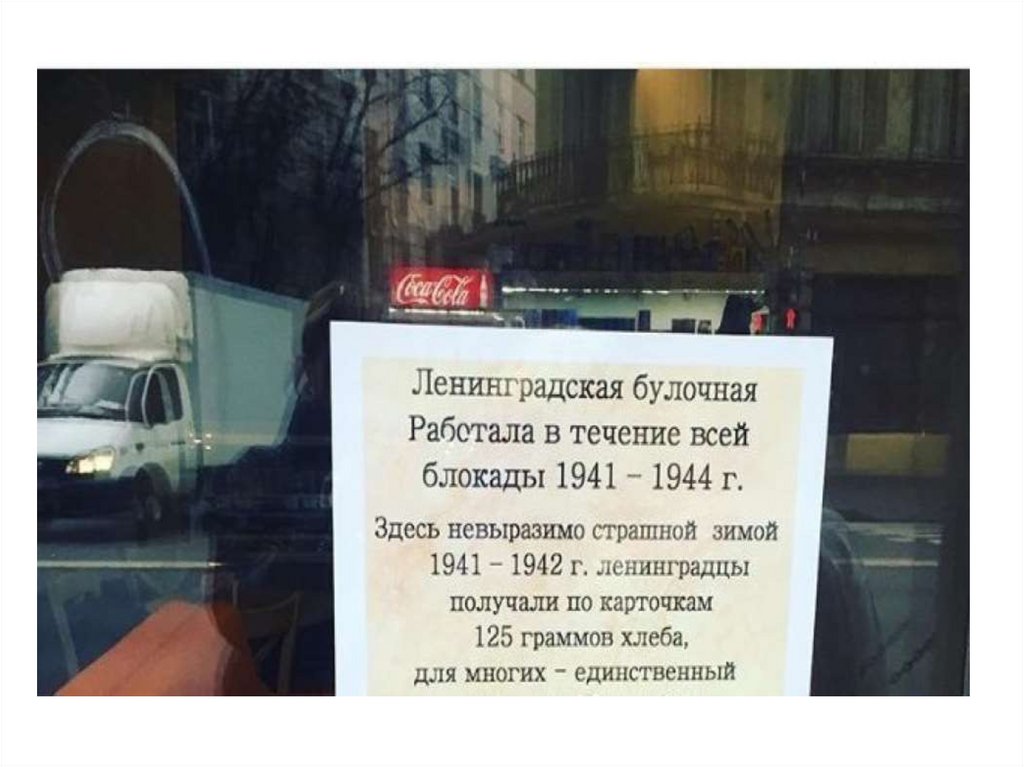 Coca-Cola
Ленинградская булочная
Работала в течение всей
блокады 1941 – 1944 г.
Здесь невыразимо страшной зимой
1941 – 1942 г. ленинградцы
получали по карточкам
125 граммов хлеба,
для многих – единственный